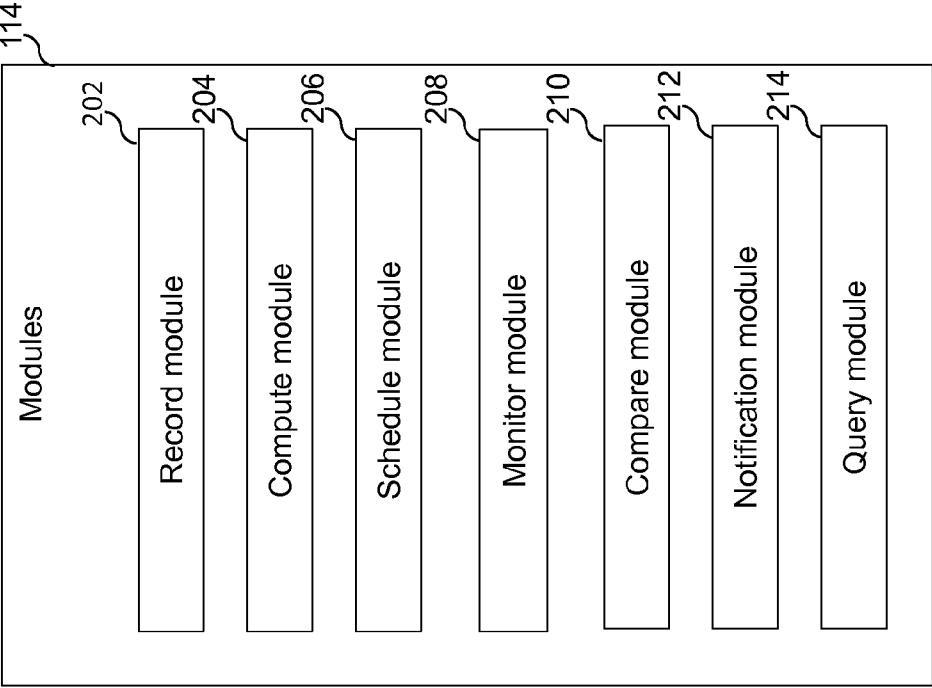 114
Modules
202
Record module
204
Compute module
206
Schedule module
208
Monitor module
210
Compare module
212
Notification module
214
Query module